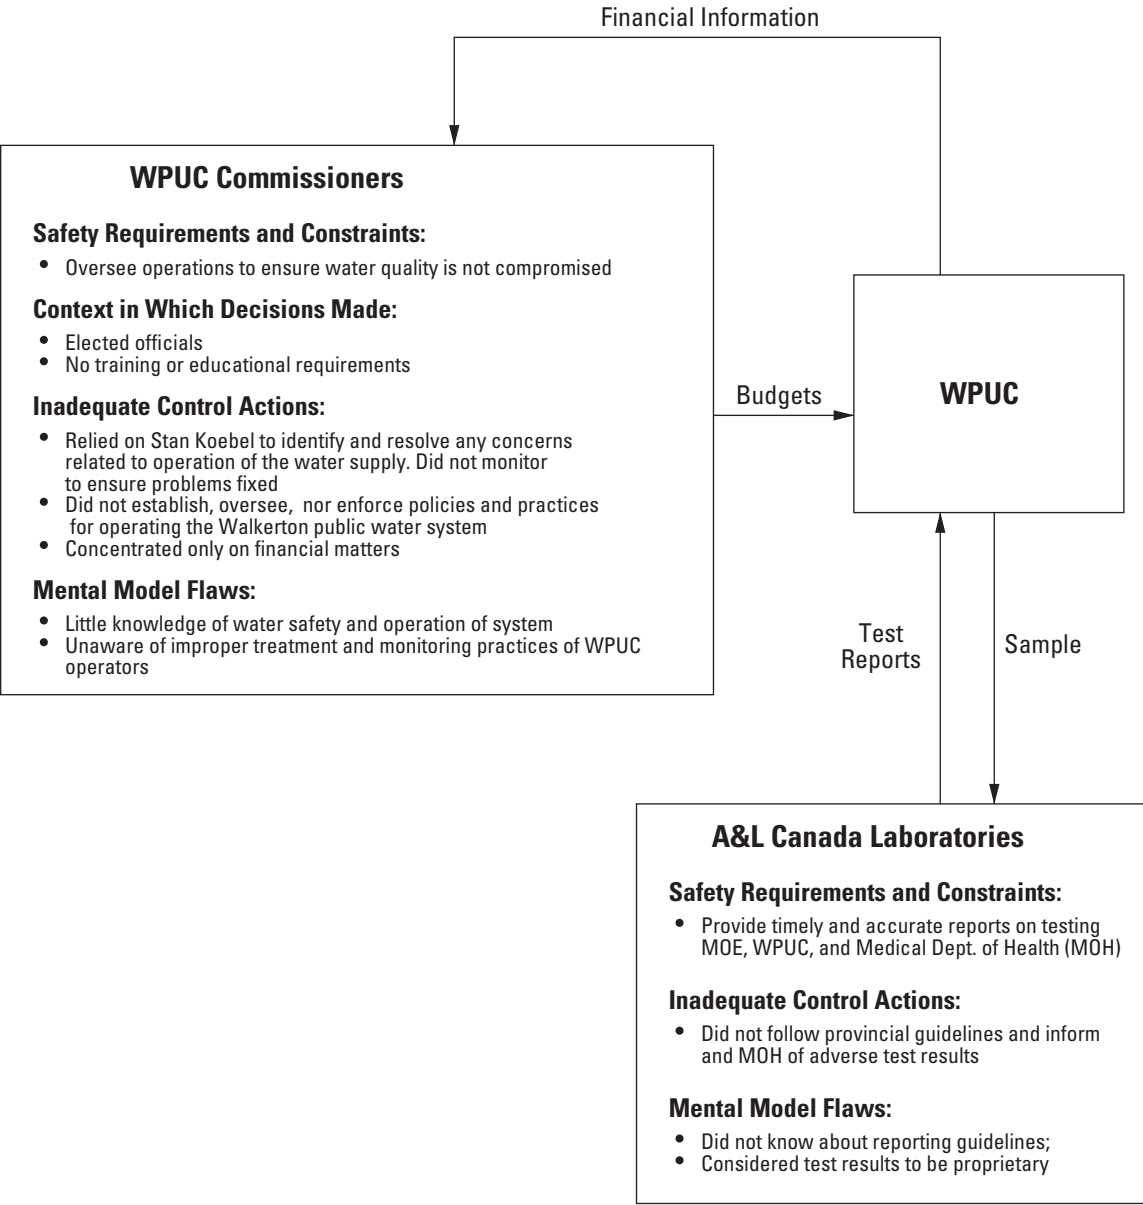 Financial Information
WPUC Commissioners
Safety Requirements and Constraints:
• Oversee operations to ensure water quality is not compromised
Context in Which Decisions Made:
• Elected officials
• No training or educational requirements
Inadequate Control Actions:
• Relied on Stan Koebel to identify and resolve any concerns
related to operation of the water supply. Did not monitor
to ensure problems fixed
• Did not establish, oversee, nor enforce policies and practices
for operating the Walkerton public water system
• Concentrated only on financial matters
Mental Model Flaws:
• Little knowledge of water safety and operation of system
• Unaware of improper treatment and monitoring practices of WPUC
operators
Budgets
WPUC
Test
Reports
Sample
A&L Canada Laboratories
Safety Requirements and Constraints:
• Provide timely and accurate reports on testing
MOE, WPUC, and Medical Dept. of Health (MOH)
Inadequate Control Actions:
• Did not follow provincial guidelines and inform
and MOH of adverse test results
Mental Model Flaws:
• Did not know about reporting guidelines;
• Considered test results to be proprietary